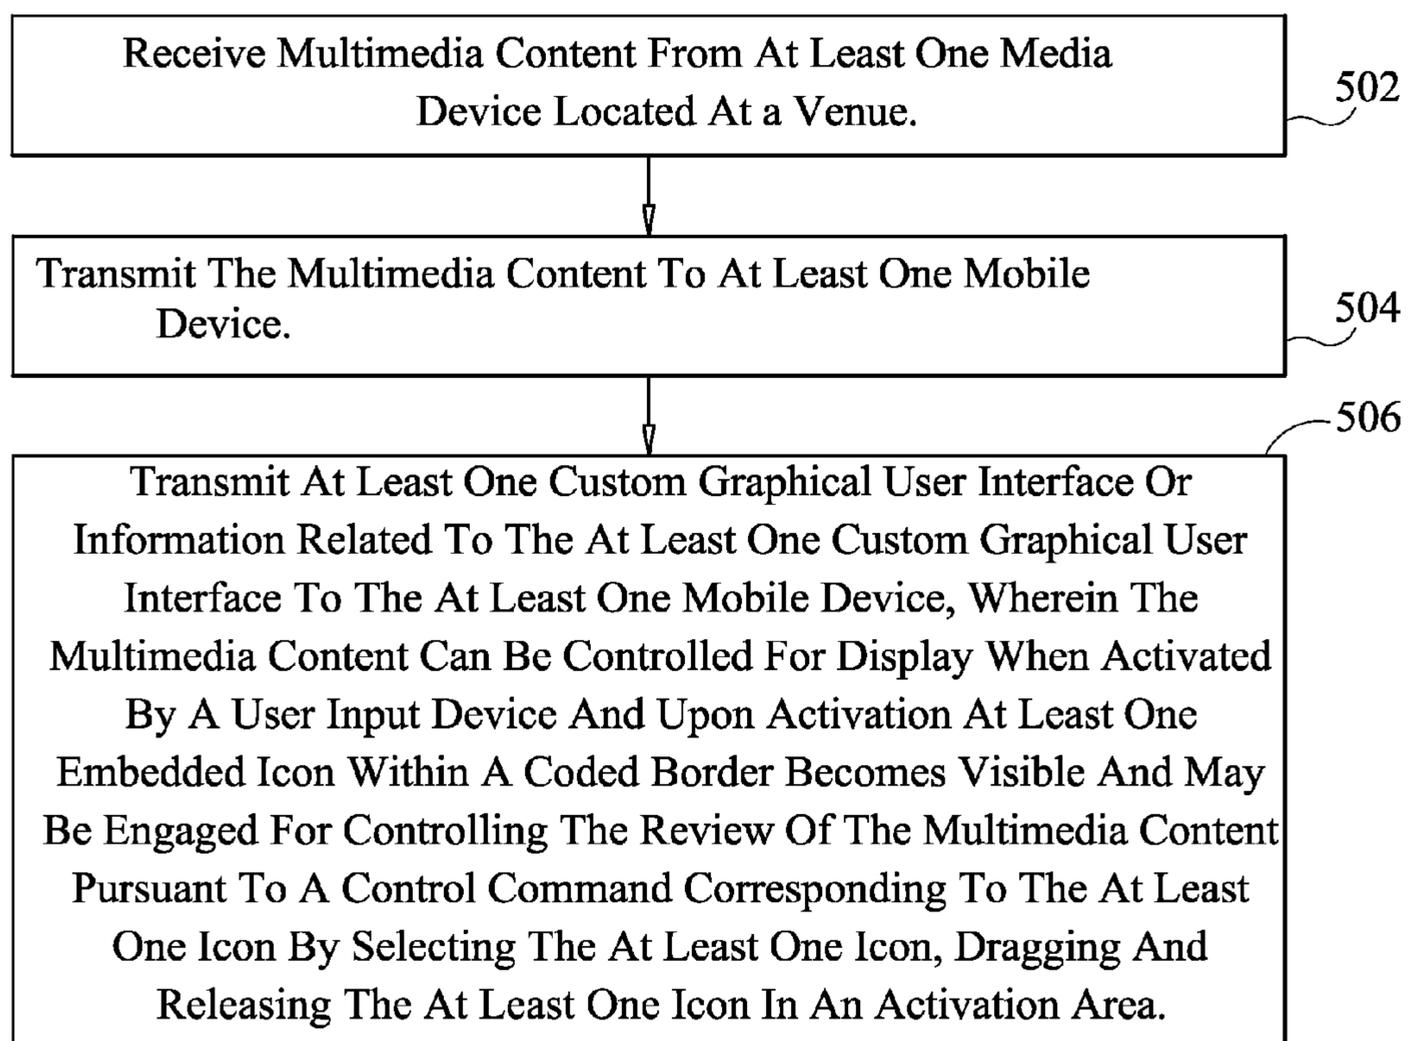 Receive Multimedia Content From At Least One Media
Device Located At a Venue.
502
Transmit The Multimedia Content To At Least One Mobile
Device.
504
506
Transmit At Least One Custom Graphical User Interface Or
Information Related To The At Least One Custom Graphical User
Interface To The At Least One Mobile Device, Wherein The
Multimedia Content Can Be Controlled For Display When Activated
By A User Input Device And Upon Activation At Least One
Embedded Icon Within A Coded Border Becomes Visible And May
Be Engaged For Controlling The Review Of The Multimedia Content
Pursuant To A Control Command Corresponding To The At Least
One Icon By Selecting The At Least One Icon, Dragging And
Releasing The At Least One Icon In An Activation Area.